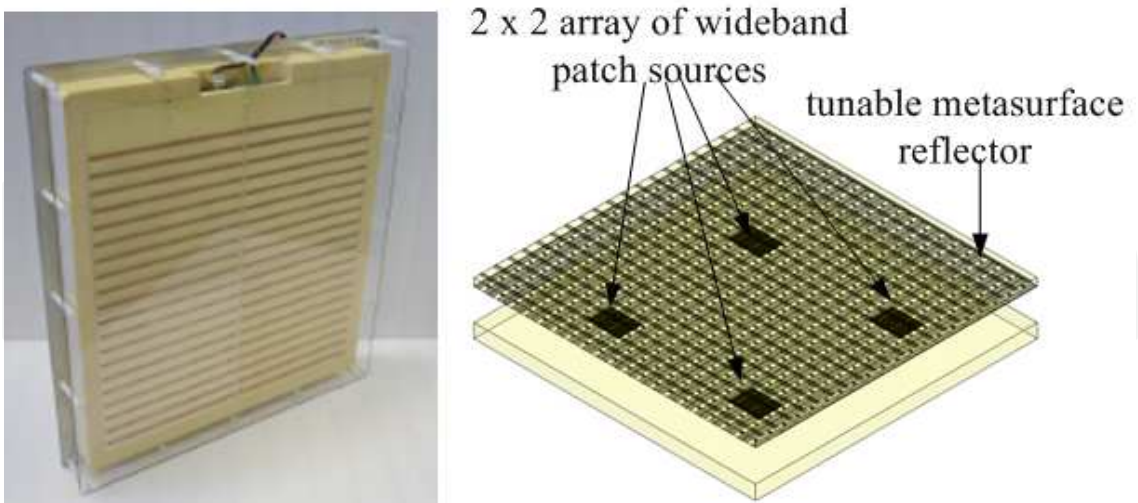 2 x 2 array of wideband
patch sources
tunable metasurface
reflector